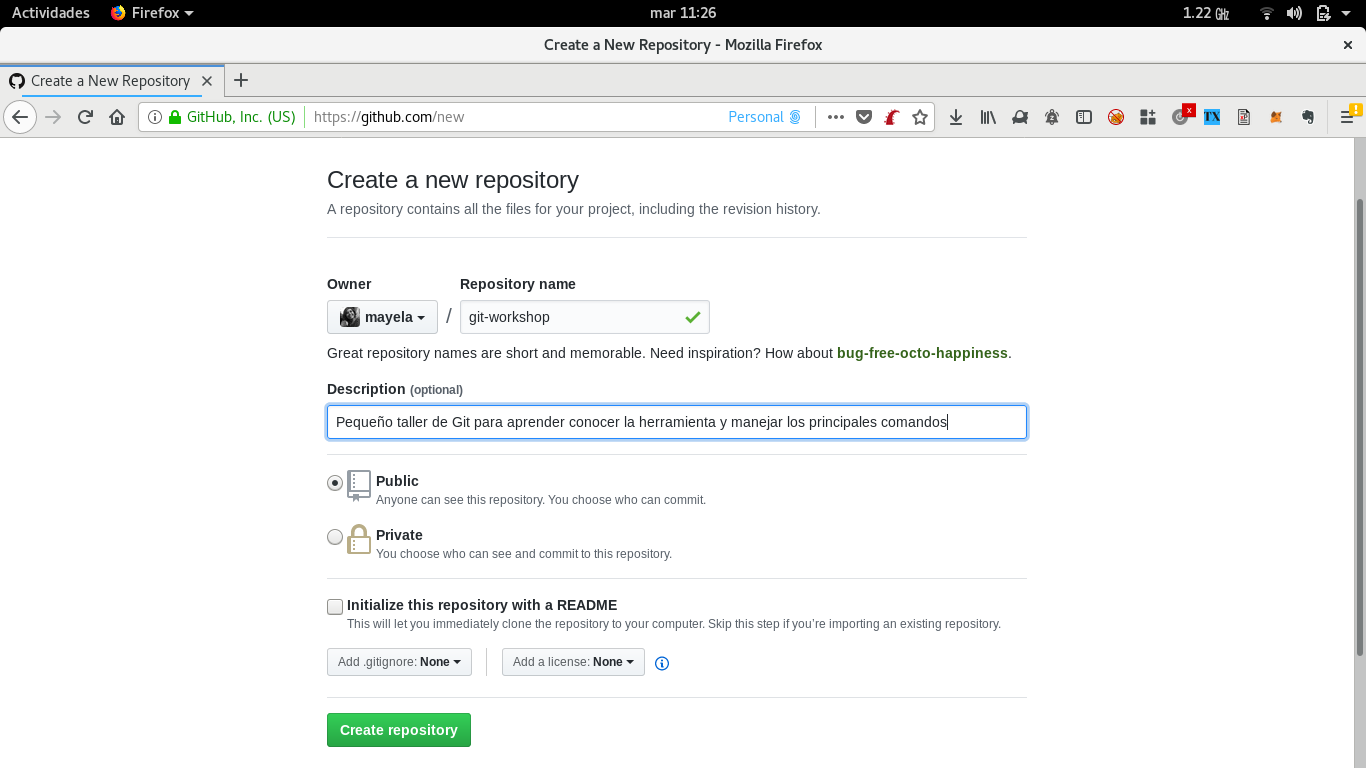 Actividades Firefox mar 11:26 1.22 GHz
Create a New Repository - Mozilla Firefox ×
Create a New Repository × +
GitHub, Inc. (US) https://github.com/new Personal x TX
Create a new repository
A repository contains all the files for your project, including the revision history.
Owner Repository name
mayela / git-workshop
Great repository names are short and memorable. Need inspiration? How about bug-free-octo-happiness.
Description (optional)
Pequeño taller de Git para aprender conocer la herramienta y manejar los principales comandos
Public
Anyone can see this repository. You choose who can commit.
Private
You choose who can see and commit to this repository.
Initialize this repository with a README
This will let you immediately clone the repository to your computer. Skip this step if you’re importing an existing repository.
Add .gitignore: None Add a license: None
Create repository